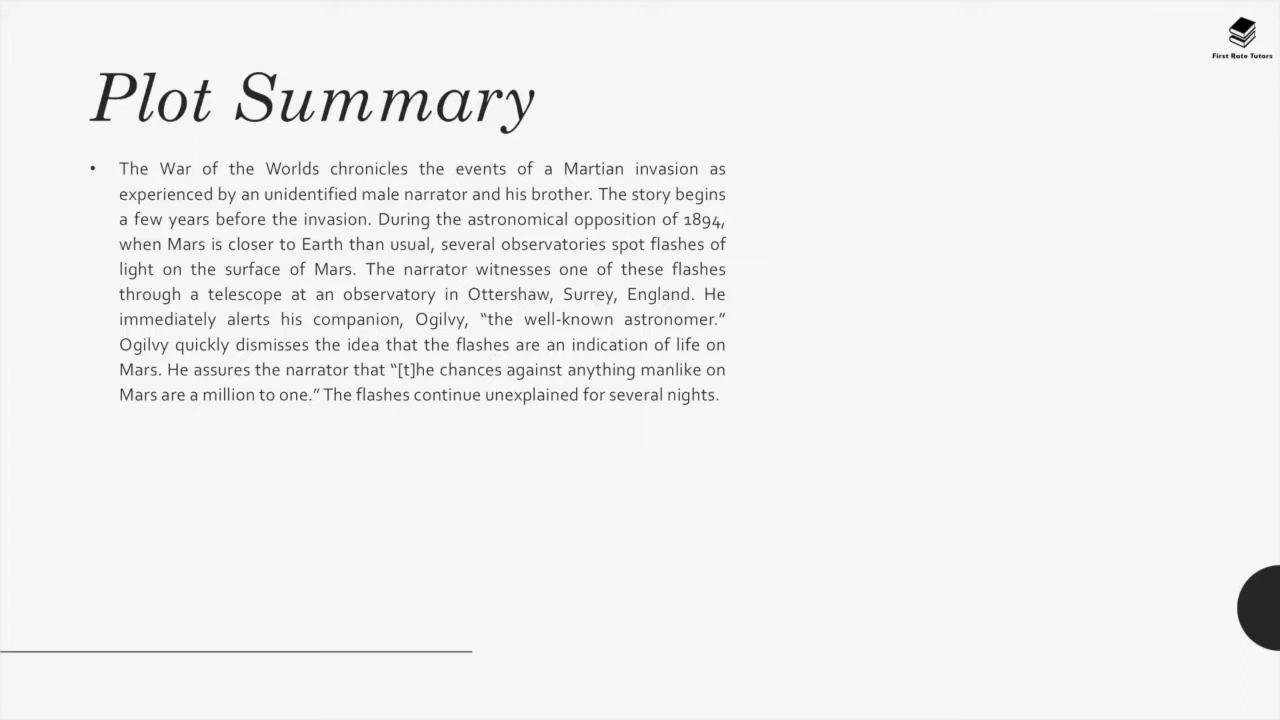 First Rate Tutors
Plot Summary
• The War of the Worlds chronicles the events of a Martian invasion as
experienced by an unidentified male narrator and his brother. The story begins
a few years before the invasion. During the astronomical opposition of 1894,
when Mars is closer to Earth than usual, several observatories spot flashes of
light on the surface of Mars. The narrator witnesses one of these flashes
through a telescope at an observatory in Ottershaw, Surrey, England. He
immediately alerts his companion, Ogilvy, “the well-known astronomer.”
Ogilvy quickly dismisses the idea that the flashes are an indication of life on
Mars. He assures the narrator that “[t]he chances against anything manlike on
Mars are a million to one.” The flashes continue unexplained for several nights.